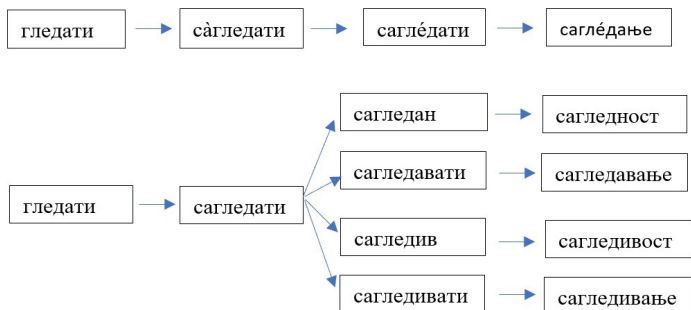 гледати са̀гледати сагле́дати сагле́дање
сагледан сагледност
сагледавати сагледавање
гледати сагледати
сагледив сагледивост
сагледивати сагледивање